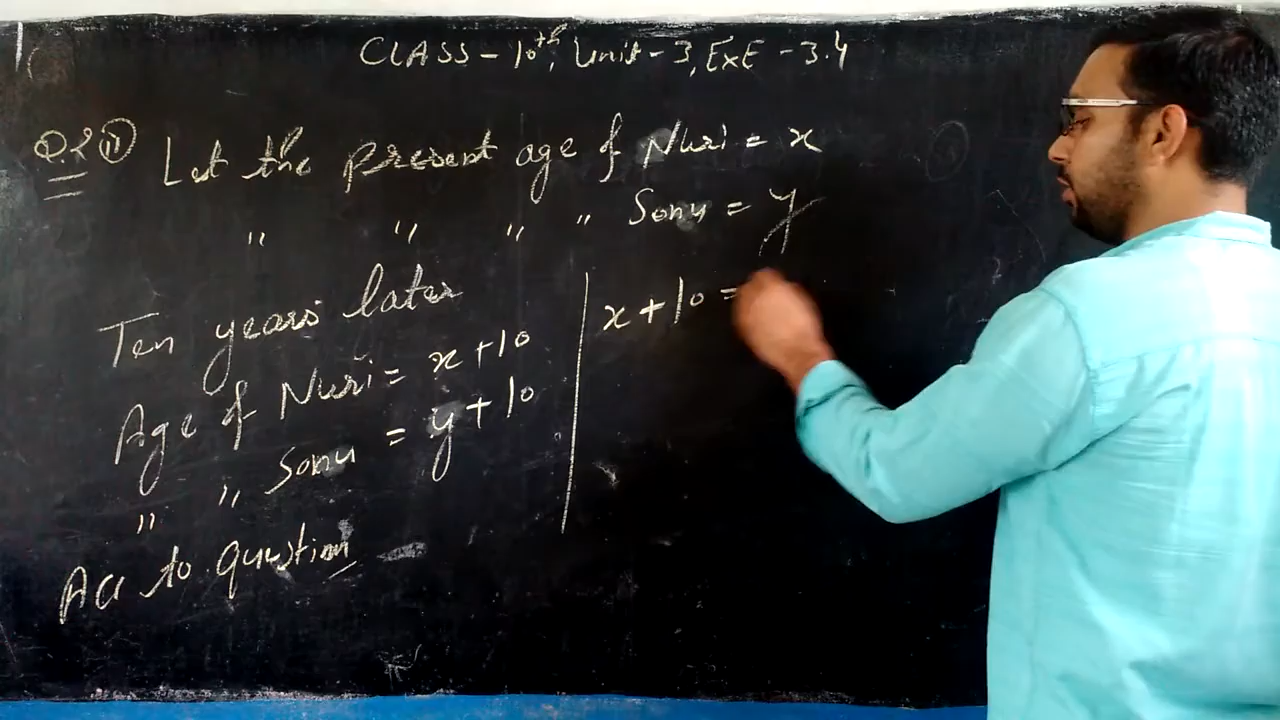 CLASS - 10th, Unit - 3, ExE - 3.4
Q.2 (ii) Let the present age of Nuri = x
" " " " Sonu = y
Ten years later
Age of Nuri = x + 10
" " Sonu = y + 10
Acc to question
x + 10 =